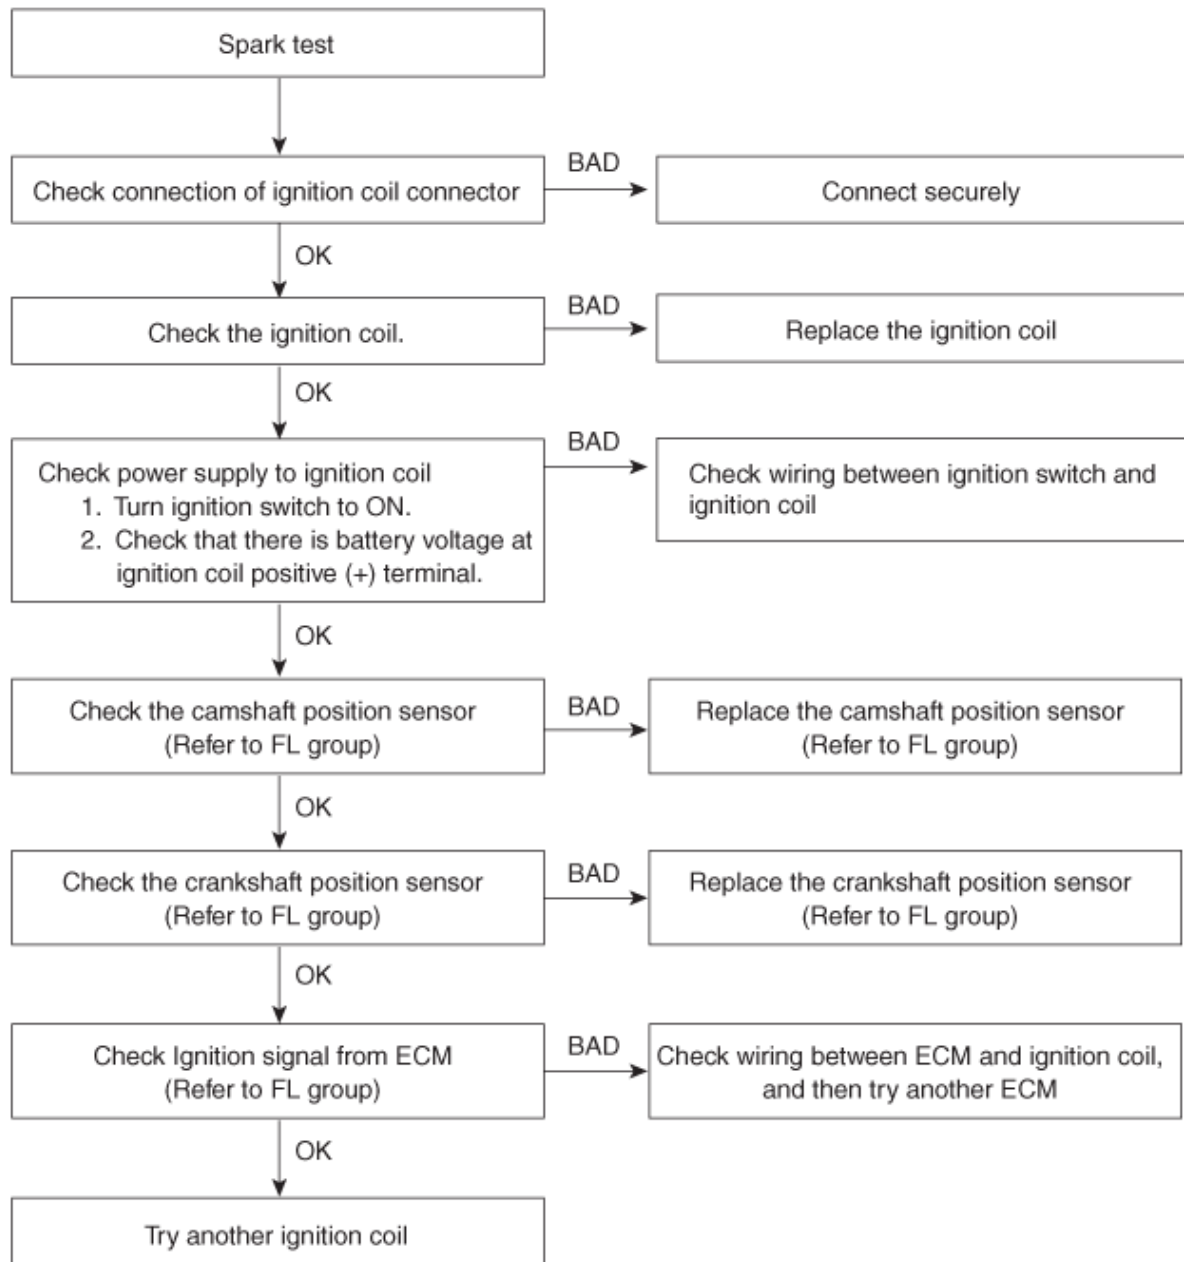 Spark test
Check connection of ignition coil connector
BAD
Connect securely
OK
Check the ignition coil.
BAD
Replace the ignition coil
OK
Check power supply to ignition coil
1. Turn ignition switch to ON.
2. Check that there is battery voltage at
ignition coil positive (+) terminal.
BAD
Check wiring between ignition switch and
ignition coil
OK
Check the camshaft position sensor
(Refer to FL group)
BAD
Replace the camshaft position sensor
(Refer to FL group)
OK
Check the crankshaft position sensor
(Refer to FL group)
BAD
Replace the crankshaft position sensor
(Refer to FL group)
OK
Check Ignition signal from ECM
(Refer to FL group)
BAD
Check wiring between ECM and ignition coil,
and then try another ECM
OK
Try another ignition coil